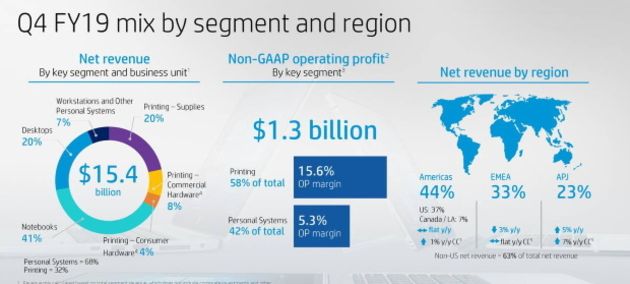 Q4 FY19 mix by segment and region
Net revenue
By key segment and business unit¹
Workstations and Other
Personal Systems
7%
Printing – Supplies
20%
Desktops
20%
$15.4
billion
Printing –
Commercial
Hardware⁴
8%
Notebooks
41%
Printing – Consumer
Hardware⁴ 4%
Personal Systems = 68%
Printing = 32%
Non-GAAP operating profit²
By key segment³
$1.3 billion
Printing
58% of total
15.6%
OP margin
Personal Systems
42% of total
5.3%
OP margin
Net revenue by region
Americas
44%
US: 37%
Canada / LA: 7%
⬌ flat y/y
⬆ 1% y/y CC⁵
EMEA
33%
⬇ 3% y/y
⬌ flat y/y CC⁵
APJ
23%
⬆ 5% y/y
⬆ 7% y/y CC⁵
Non-US net revenue = 63% of total net revenue